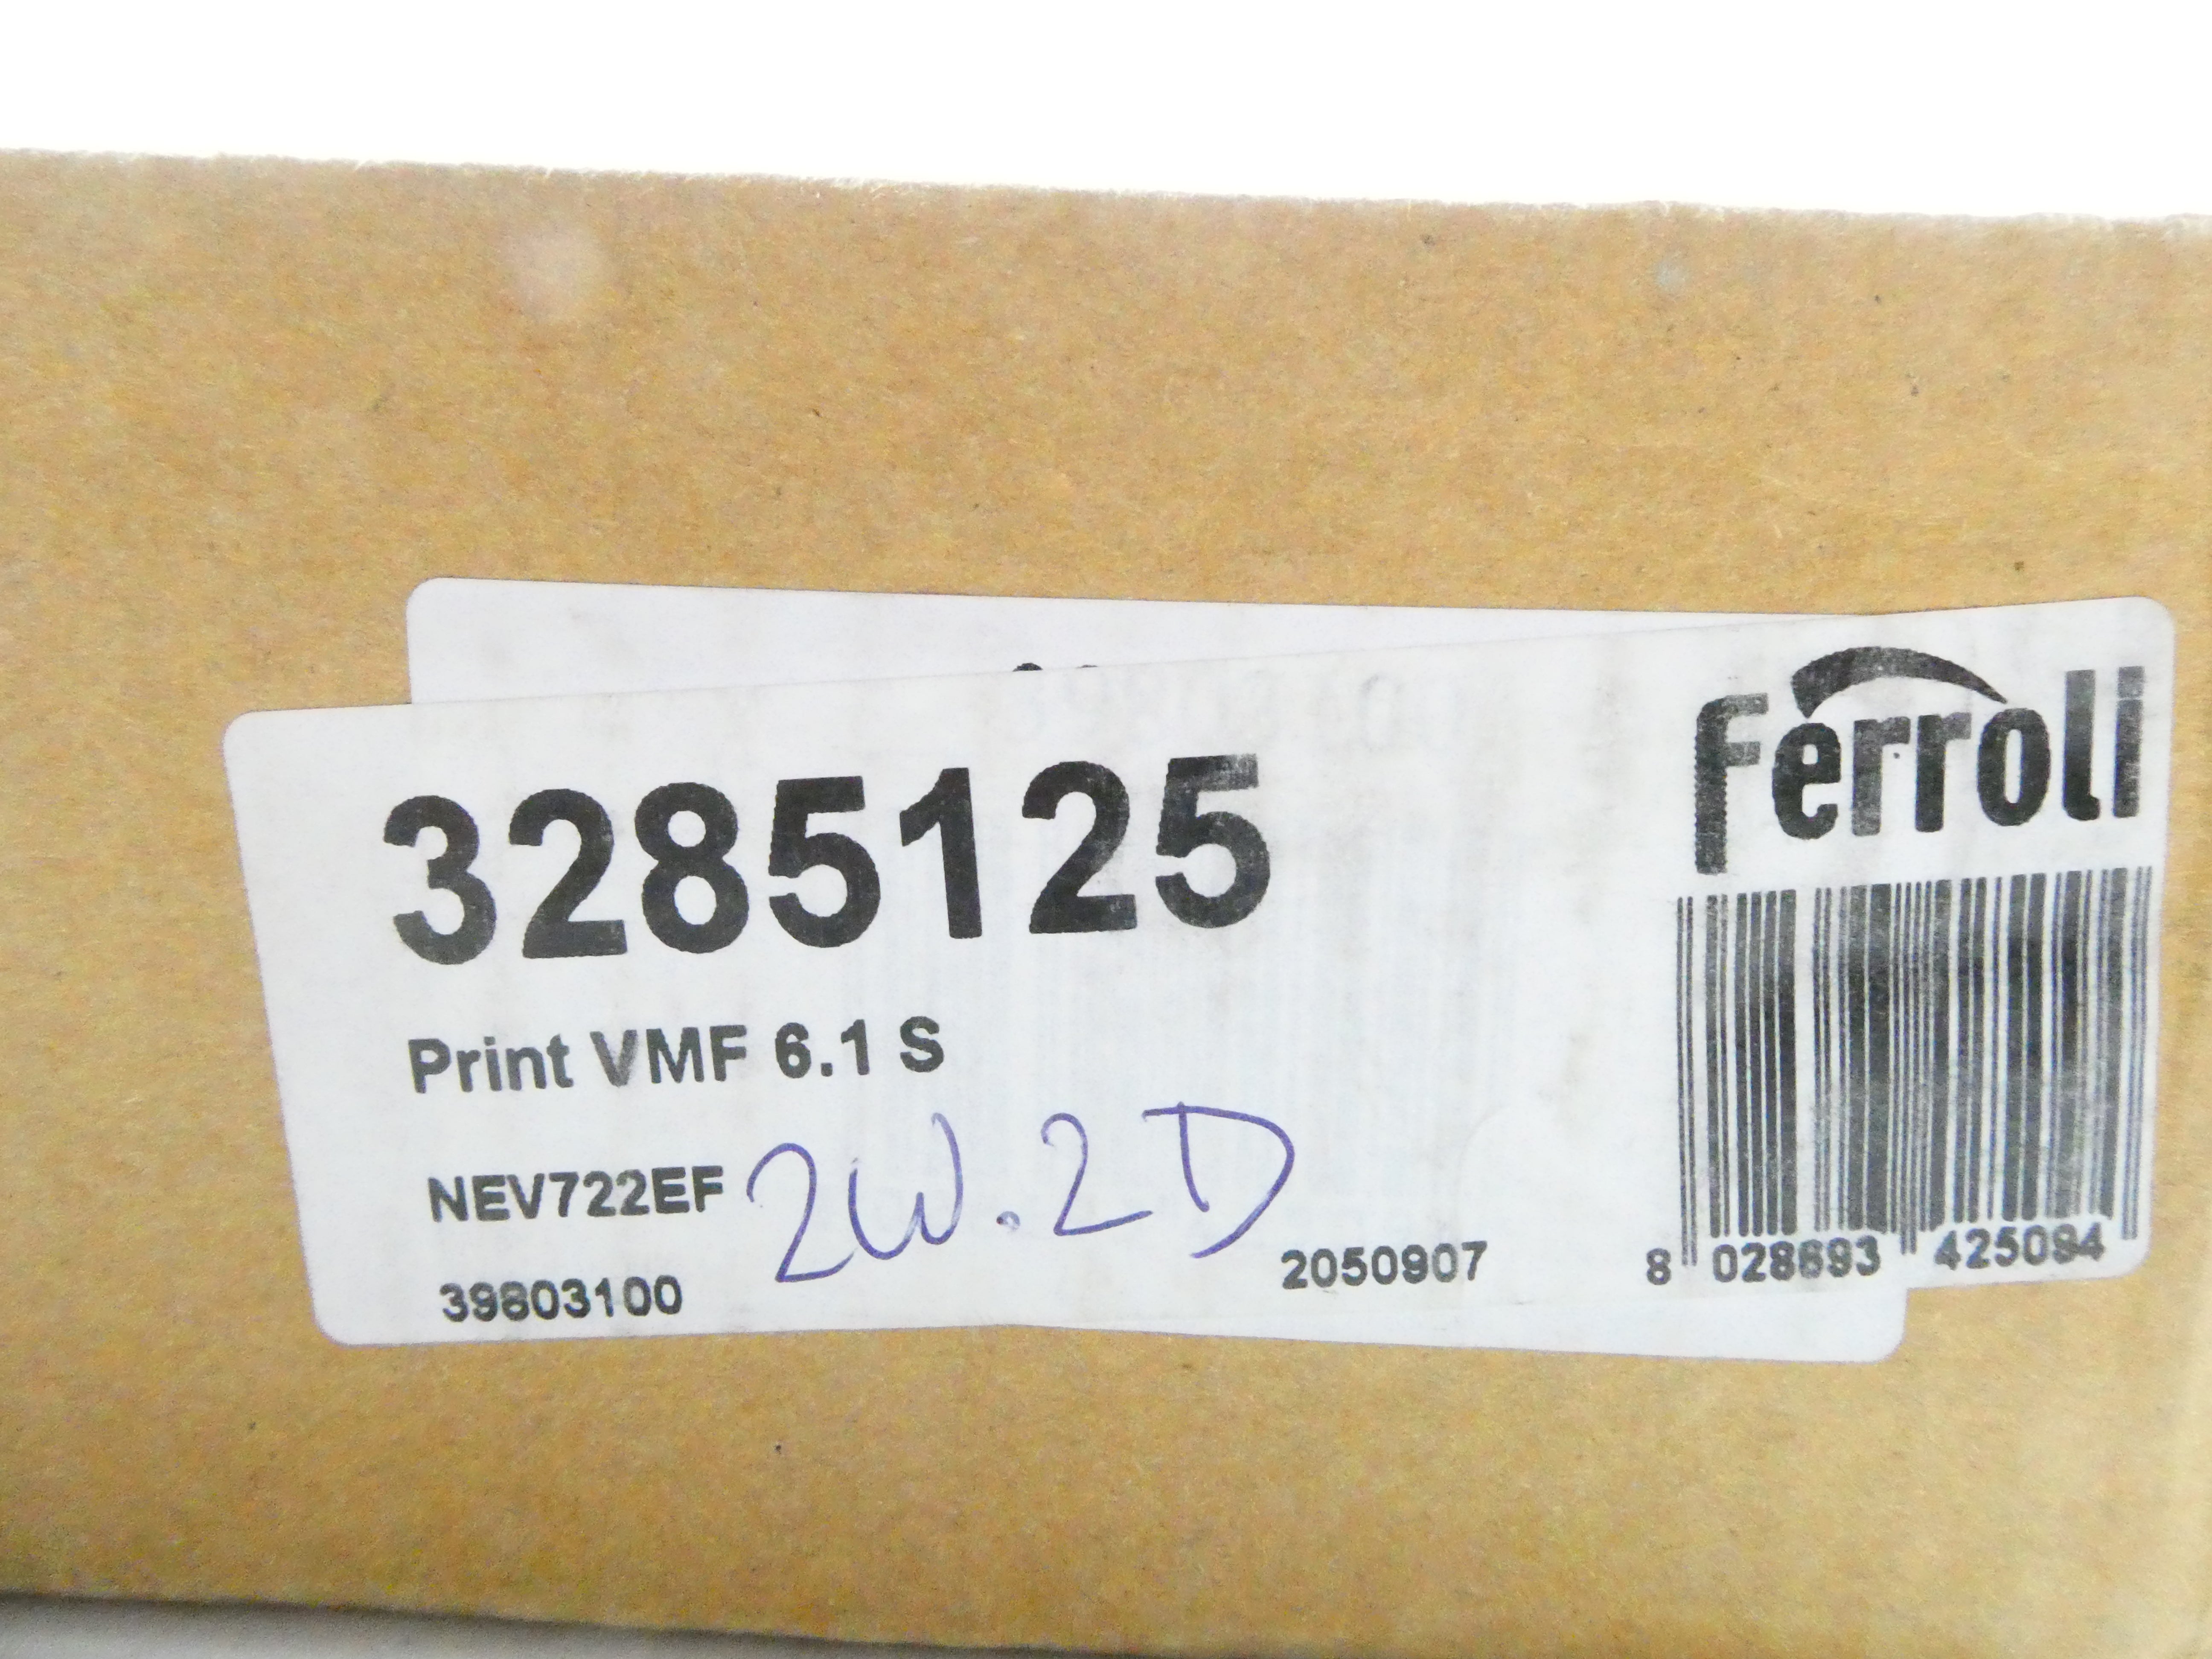 Ferroli
3285125
Print VMF 6.1 S
NEV722EF 2W.2D
39803100 2050907 8 028693 425094